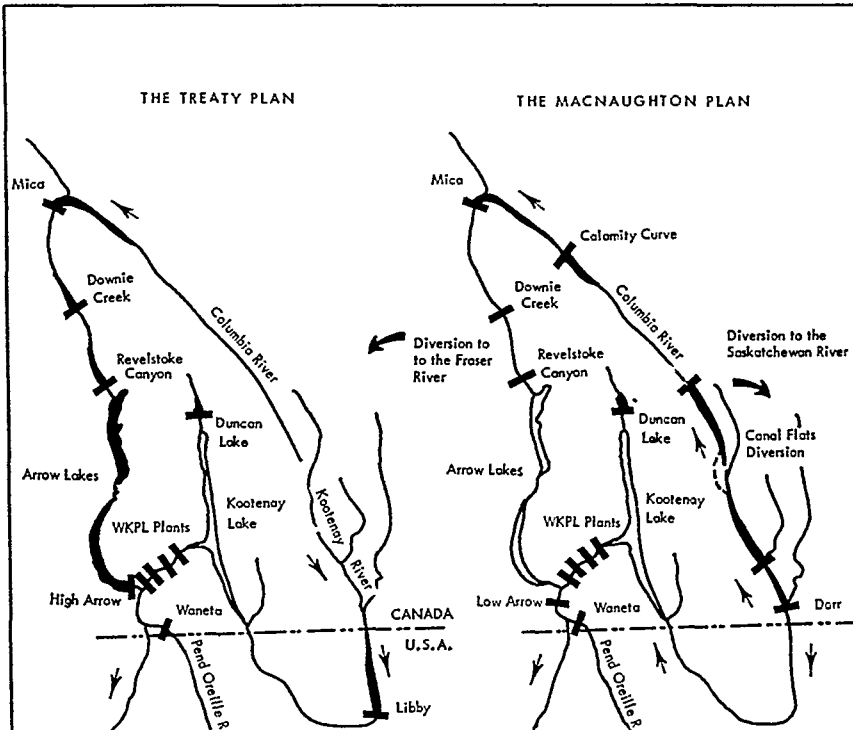 THE TREATY PLAN
Mica
Downie
Creek
Columbia River
Revelstoke
Canyon
Diversion to
to the Fraser
River
Duncan
Lake
Arrow Lakes
Kootenay
Lake
WKPL Plants
Kootenay
River
High Arrow
Waneta
CANADA
U.S.A.
Pend Oreille R
Libby
THE MACNAUGHTON PLAN
Mica
Calamity Curve
Downie
Creek
Columbia River
Revelstoke
Canyon
Diversion to the
Saskatchewan River
Duncan
Lake
Canal Flats
Diversion
Arrow Lakes
Kootenay
Lake
WKPL Plants
Low Arrow
Waneta
Dorr
Pend Oreille R.